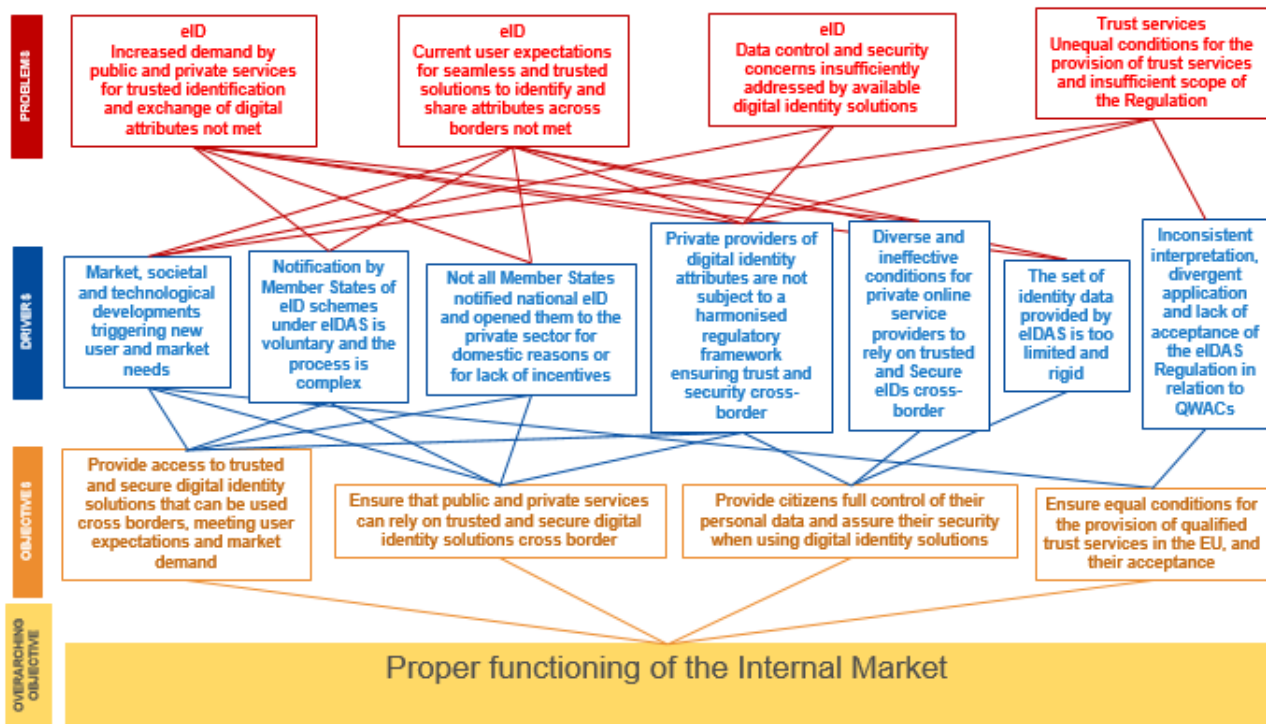 PROBLEMS
eID
Increased demand by
public and private services
for trusted identification
and exchange of digital
attributes not met
eID
Current user expectations
for seamless and trusted
solutions to identify and
share attributes across
borders not met
eID
Data control and security
concerns insufficiently
addressed by available
digital identity solutions
Trust services
Unequal conditions for the
provision of trust services
and insufficient scope of
the Regulation
DRIVERS
Market, societal
and technological
developments
triggering new
user and market
needs
Notification by
Member States of
eID schemes
under eIDAS is
voluntary and the
process is
complex
Not all Member States
notified national eID
and opened them to the
private sector for
domestic reasons or
for lack of incentives
Private providers of
digital identity
attributes are not
subject to a
harmonised
regulatory
framework
ensuring trust and
security cross-
border
Diverse and
ineffective
conditions for
private online
service
providers to
rely on trusted
and Secure
eIDs cross-
border
The set of
identity data
provided by
eIDAS is too
limited and
rigid
Inconsistent
interpretation,
divergent
application
and lack of
acceptance of
the eIDAS
Regulation in
relation to
QWACs
OBJECTIVES
Provide access to trusted
and secure digital identity
solutions that can be used
cross borders, meeting user
expectations and market
demand
Ensure that public and private services
can rely on trusted and secure digital
identity solutions cross border
Provide citizens full control of their
personal data and assure their security
when using digital identity solutions
Ensure equal conditions for
the provision of qualified
trust services in the EU, and
their acceptance
OVERARCHING
OBJECTIVE
Proper functioning of the Internal Market